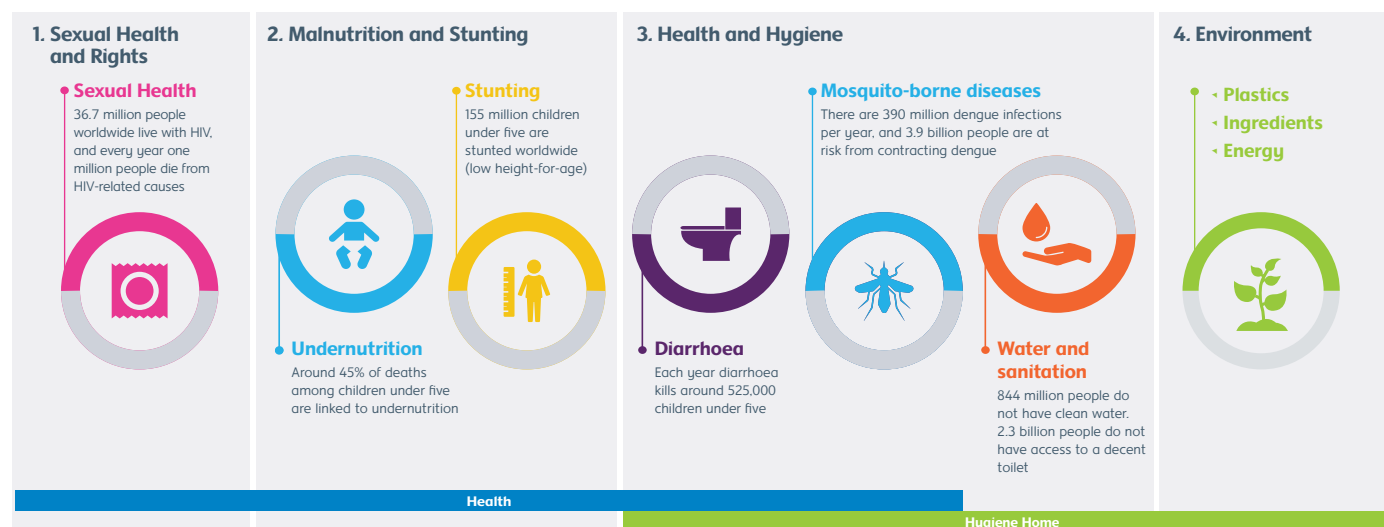 1. Sexual Health
and Rights
Sexual Health
36.7 million people
worldwide live with HIV,
and every year one
million people die from
HIV-related causes
2. Malnutrition and Stunting
Stunting
155 million children
under five are
stunted worldwide
(low height-for-age)
Undernutrition
Around 45% of deaths
among children under five
are linked to undernutrition
3. Health and Hygiene
Mosquito-borne diseases
There are 390 million dengue infections
per year, and 3.9 billion people are at
risk from contracting dengue
Diarrhoea
Each year diarrhoea
kills around 525,000
children under five
Water and
sanitation
844 million people do
not have clean water.
2.3 billion people do not
have access to a decent
toilet
4. Environment
Plastics
Ingredients
Energy
Health
Hygiene Home